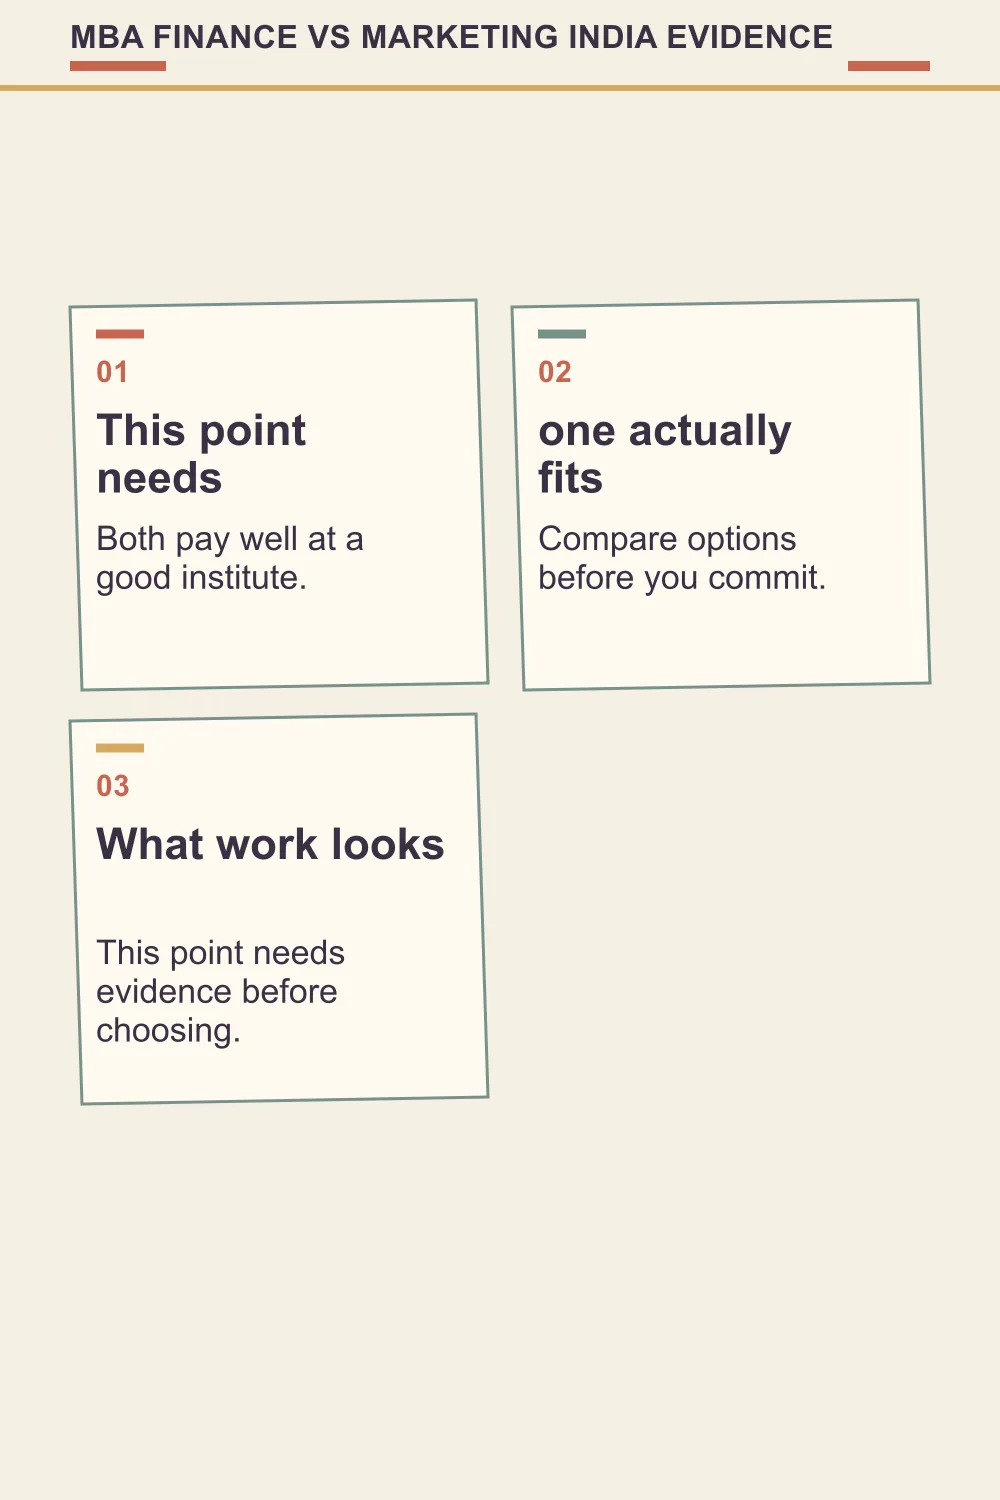 MBA FINANCE VS MARKETING INDIA EVIDENCE
01
This point
needs
Both pay well at a
good institute.
02
one actually
fits
Compare options
before you commit.
03
What work looks
This point needs
evidence before
choosing.